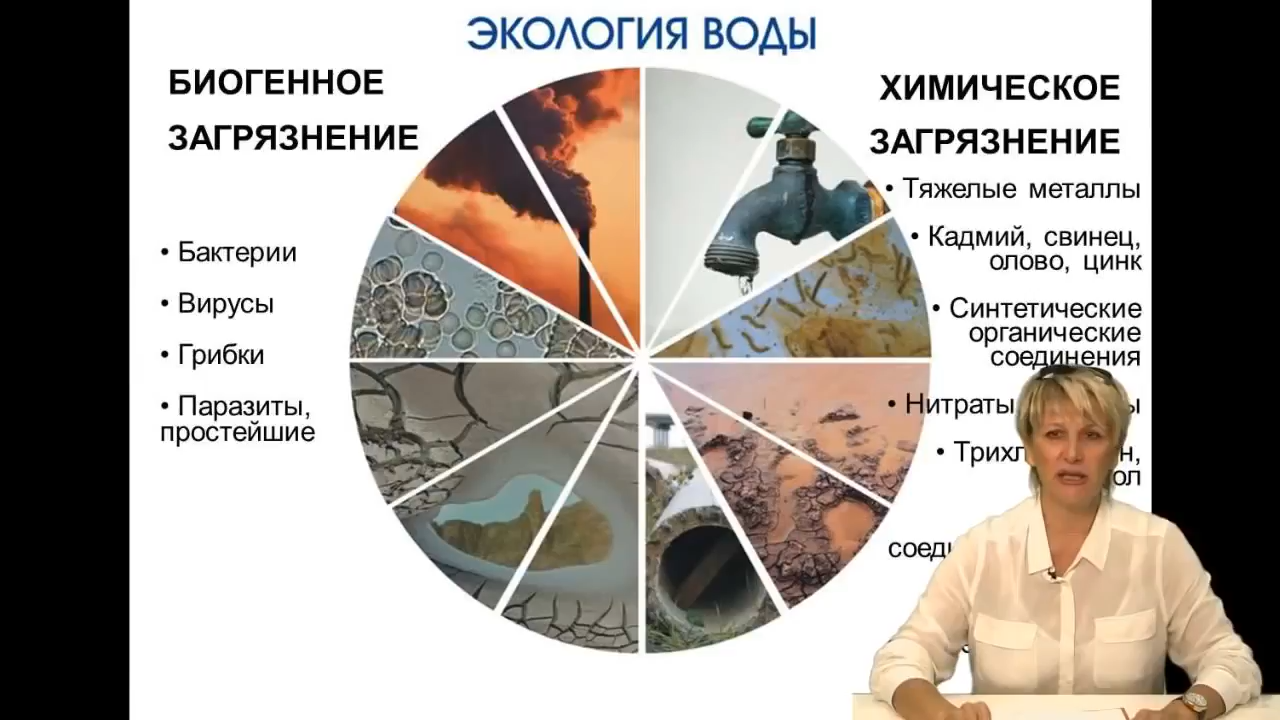 ЭКОЛОГИЯ ВОДЫ
БИОГЕННОЕ
ЗАГРЯЗНЕНИЕ
• Бактерии
• Вирусы
• Грибки
• Паразиты,
простейшие
ХИМИЧЕСКОЕ
ЗАГРЯЗНЕНИЕ
• Тяжелые металлы
• Кадмий, свинец,
олово, цинк
• Синтетические
органические
соединения
• Нитраты